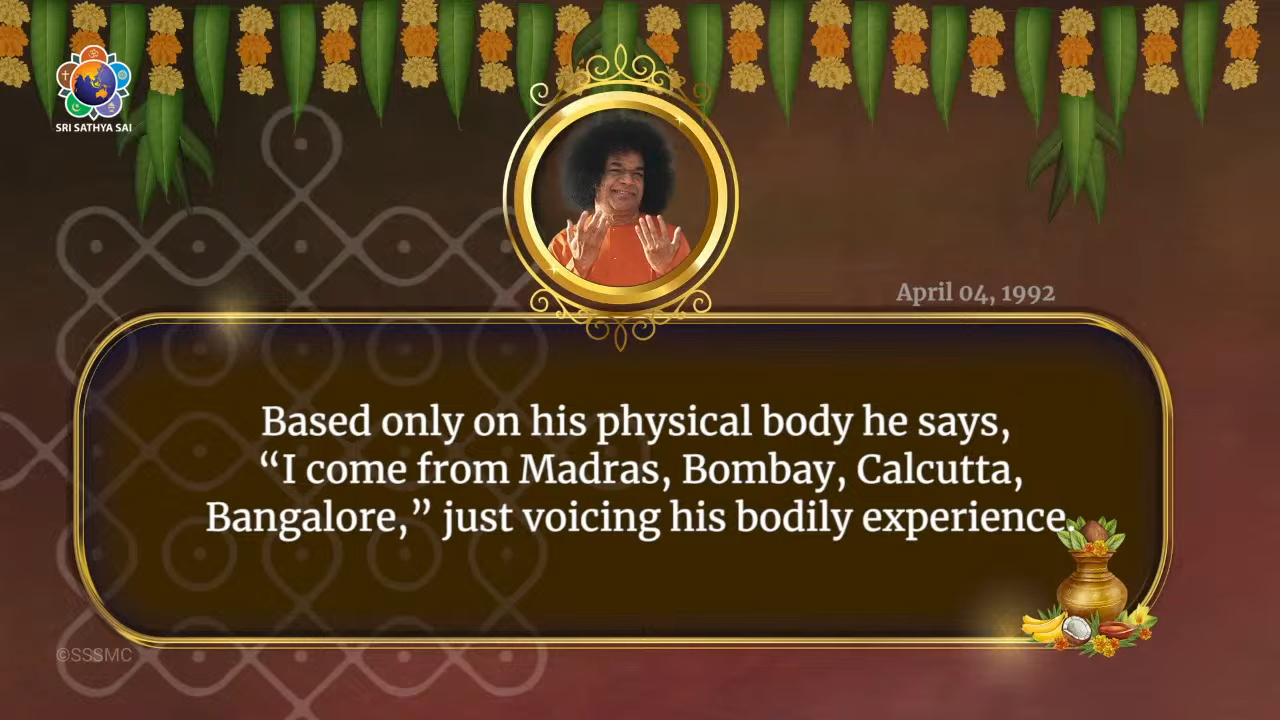 SRI SATHYA SAI
April 04, 1992
Based only on his physical body he says,
“I come from Madras, Bombay, Calcutta,
Bangalore,” just voicing his bodily experience.
©SSSMC